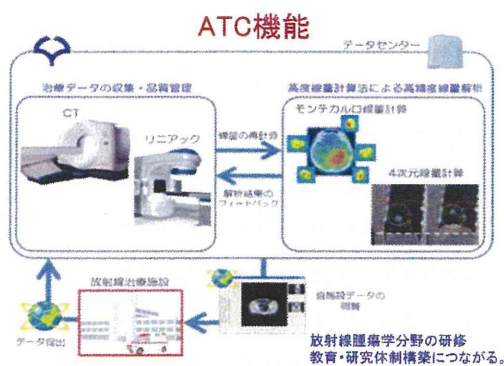 ATC機能
データセンター
治療データの収集・品質管理
高度線量計算法による高精度線量解析
CT
リニアック
モンテカルロ線量計算
線量の再計算
解析結果の
フィードバック
4次元線量計算
放射線治療施設
データ提出
自施設データの
閲覧
放射線腫瘍学分野の研修
教育・研究体制構築につながる。